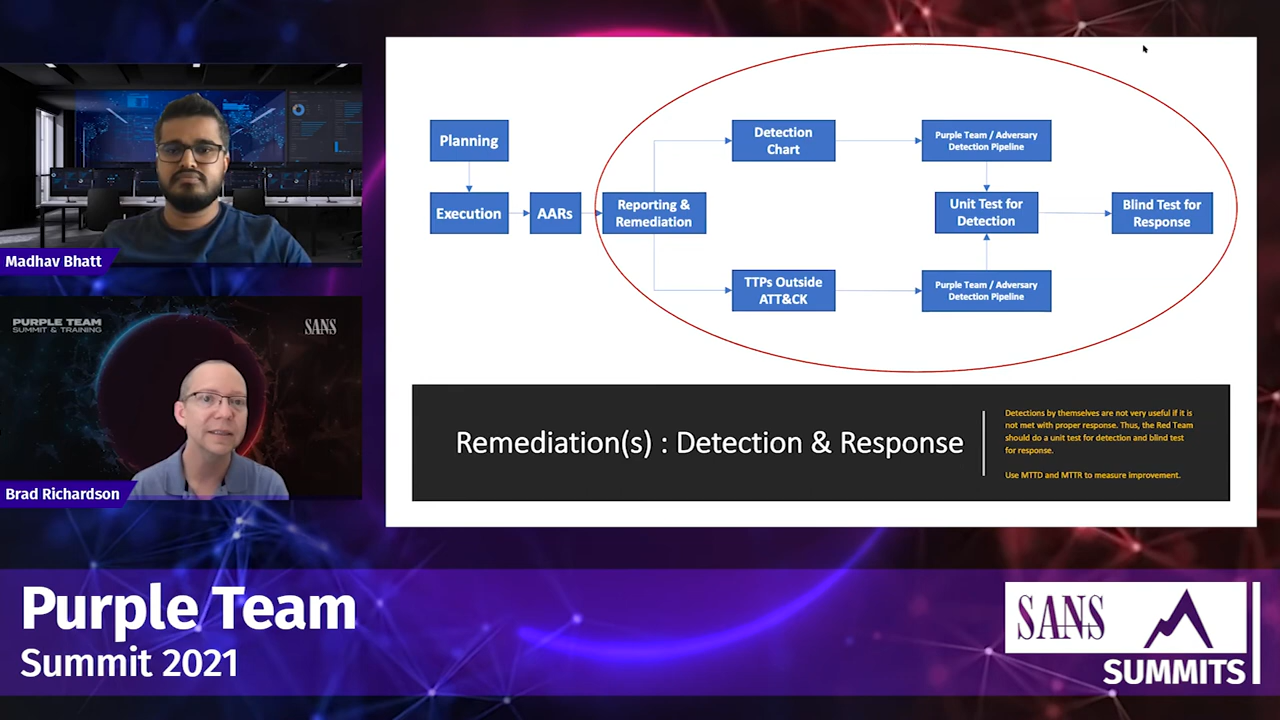 Madhav Bhatt
PURPLE TEAM
SUMMIT & TRAINING
SANS
Brad Richardson
Planning
Execution
AARs
Reporting &
Remediation
Detection
Chart
Purple Team / Adversary
Detection Pipeline
Unit Test for
Detection
Blind Test for
Response
TTPs Outside
ATT&CK
Purple Team / Adversary
Detection Pipeline
Remediation(s) : Detection & Response
Detections by themselves are not very useful if it is
not met with proper response. Thus, the Red Team
should do a unit test for detection and blind test
for response.
Use MTTD and MTTR to measure improvement.
Purple Team
Summit 2021
SANS
SUMMITS